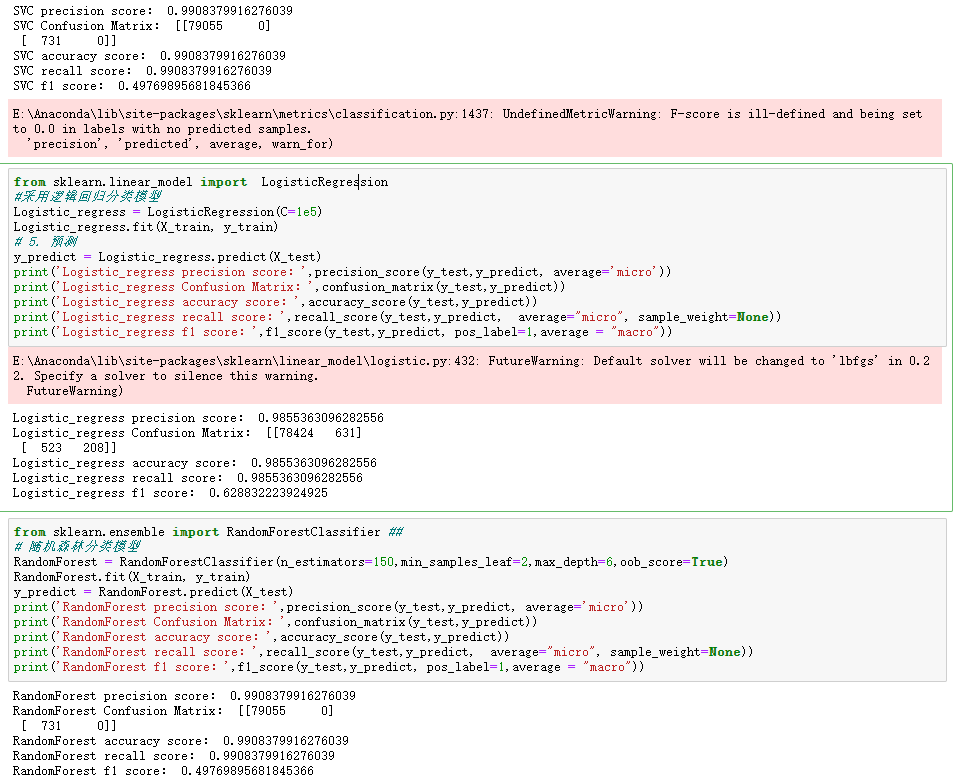 SVC precision score:  0.9908379916276039
SVC Confusion Matrix:  [[79055     0]
 [  731     0]]
SVC accuracy score:  0.9908379916276039
SVC recall score:  0.9908379916276039
SVC f1 score:  0.49769895681845366
E:\Anaconda\lib\site-packages\sklearn\metrics\classification.py:1437: UndefinedMetricWarning: F-score is ill-defined and being set
to 0.0 in labels with no predicted samples.
  'precision', 'predicted', average, warn_for)
from sklearn.linear_model import  LogisticRegression
#采用逻辑回归分类模型
Logistic_regress = LogisticRegression(C=1e5)
Logistic_regress.fit(X_train, y_train)
# 5. 预测
y_predict = Logistic_regress.predict(X_test)
print('Logistic_regress precision score：',precision_score(y_test,y_predict, average='micro'))
print('Logistic_regress Confusion Matrix：',confusion_matrix(y_test,y_predict))
print('Logistic_regress accuracy score：',accuracy_score(y_test,y_predict))
print('Logistic_regress recall score：',recall_score(y_test,y_predict,  average="micro", sample_weight=None))
print('Logistic_regress f1 score：',f1_score(y_test,y_predict, pos_label=1,average = "macro"))
E:\Anaconda\lib\site-packages\sklearn\linear_model\logistic.py:432: FutureWarning: Default solver will be changed to 'lbfgs' in 0.2
2. Specify a solver to silence this warning.
  FutureWarning)
Logistic_regress precision score： 0.9855363096282556
Logistic_regress Confusion Matrix： [[78424   631]
 [  523   208]]
Logistic_regress accuracy score： 0.9855363096282556
Logistic_regress recall score： 0.9855363096282556
Logistic_regress f1 score： 0.628832223924925
from sklearn.ensemble import RandomForestClassifier ##
# 随机森林分类模型
RandomForest = RandomForestClassifier(n_estimators=150,min_samples_leaf=2,max_depth=6,oob_score=True)
RandomForest.fit(X_train, y_train)
y_predict = RandomForest.predict(X_test)
print('RandomForest precision score：',precision_score(y_test,y_predict, average='micro'))
print('RandomForest Confusion Matrix：',confusion_matrix(y_test,y_predict))
print('RandomForest accuracy score：',accuracy_score(y_test,y_predict))
print('RandomForest recall score：',recall_score(y_test,y_predict,  average="micro", sample_weight=None))
print('RandomForest f1 score：',f1_score(y_test,y_predict, pos_label=1,average = "macro"))
RandomForest precision score： 0.9908379916276039
RandomForest Confusion Matrix： [[79055     0]
 [  731     0]]
RandomForest accuracy score： 0.9908379916276039
RandomForest recall score： 0.9908379916276039
RandomForest f1 score： 0.49769895681845366